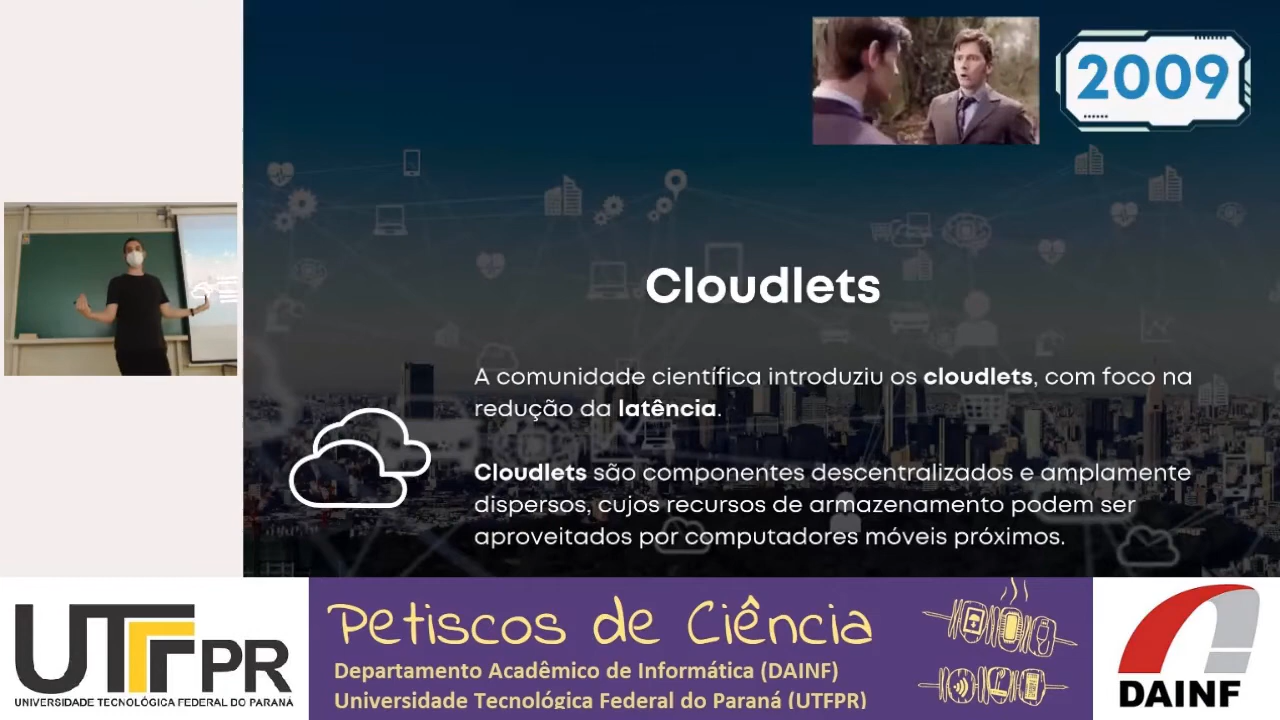 2009
Cloudlets
A comunidade científica introduziu os cloudlets, com foco na
redução da latência.
Cloudlets são componentes descentralizados e amplamente
dispersos, cujos recursos de armazenamento podem ser
aproveitados por computadores móveis próximos.
UTFPR
UNIVERSIDADE TECNOLÓGICA FEDERAL DO PARANÁ
Petiscos de Ciência
Departamento Acadêmico de Informática (DAINF)
Universidade Tecnológica Federal do Paraná (UTFPR)
DAINF